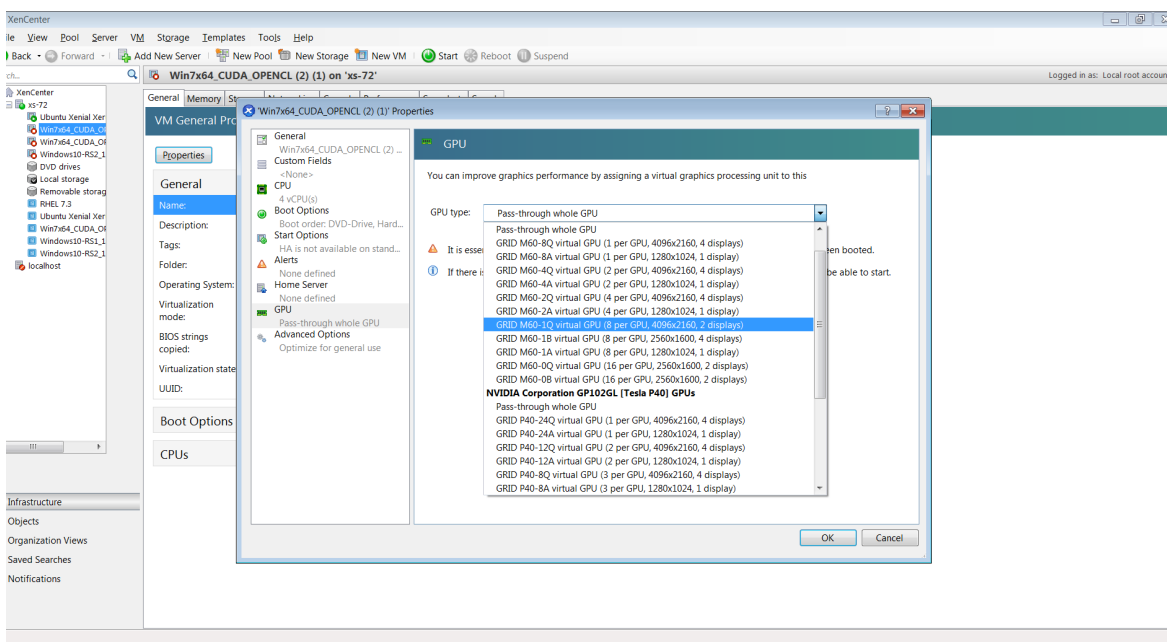 XenCenter
ile View Pool Server VM Storage Templates Tools Help
Back Forward Add New Server New Pool New Storage New VM Start Reboot Suspend
ch...
Win7x64_CUDA_OPENCL (2) (1) on 'xs-72'
Logged in as: Local root accoun
XenCenter
xs-72
Ubuntu Xenial Xer
Win7x64_CUDA_OP
Win7x64_CUDA_OP
Windows10-RS2_1
DVD drives
Local storage
Removable storag
RHEL 7.3
Ubuntu Xenial Xer
Win7x64_CUDA_OP
Windows10-RS1_1
Windows10-RS2_1
localhost
Infrastructure
Objects
Organization Views
Saved Searches
Notifications
General Memory
VM General Pro
Properties
General
Name:
Description:
Tags:
Folder:
Operating System:
Virtualization
mode:
BIOS strings
copied:
Virtualization state
UUID:
Boot Options
CPUs
'Win7x64_CUDA_OPENCL (2) (1)' Properties
General
Win7x64_CUDA_OPENCL (2) ...
Custom Fields
<None>
CPU
4 vCPU(s)
Boot Options
Boot order: DVD-Drive, Hard...
Start Options
HA is not available on stand...
Alerts
None defined
Home Server
None defined
GPU
Pass-through whole GPU
Advanced Options
Optimize for general use
GPU
You can improve graphics performance by assigning a virtual graphics processing unit to this
GPU type: Pass-through whole GPU
It is esse
en booted.
If there i
be able to start.
Pass-through whole GPU
GRID M60-8Q virtual GPU (1 per GPU, 4096x2160, 4 displays)
GRID M60-8A virtual GPU (1 per GPU, 1280x1024, 1 display)
GRID M60-4Q virtual GPU (2 per GPU, 4096x2160, 4 displays)
GRID M60-4A virtual GPU (2 per GPU, 1280x1024, 1 display)
GRID M60-2Q virtual GPU (4 per GPU, 4096x2160, 4 displays)
GRID M60-2A virtual GPU (4 per GPU, 1280x1024, 1 display)
GRID M60-1Q virtual GPU (8 per GPU, 4096x2160, 2 displays)
GRID M60-1B virtual GPU (8 per GPU, 2560x1600, 4 displays)
GRID M60-1A virtual GPU (8 per GPU, 1280x1024, 1 display)
GRID M60-0Q virtual GPU (16 per GPU, 2560x1600, 2 displays)
GRID M60-0B virtual GPU (16 per GPU, 2560x1600, 2 displays)
NVIDIA Corporation GP102GL [Tesla P40] GPUs
Pass-through whole GPU
GRID P40-24Q virtual GPU (1 per GPU, 4096x2160, 4 displays)
GRID P40-24A virtual GPU (1 per GPU, 1280x1024, 1 display)
GRID P40-12Q virtual GPU (2 per GPU, 4096x2160, 4 displays)
GRID P40-12A virtual GPU (2 per GPU, 1280x1024, 1 display)
GRID P40-8Q virtual GPU (3 per GPU, 4096x2160, 4 displays)
GRID P40-8A virtual GPU (3 per GPU, 1280x1024, 1 display)
OK Cancel